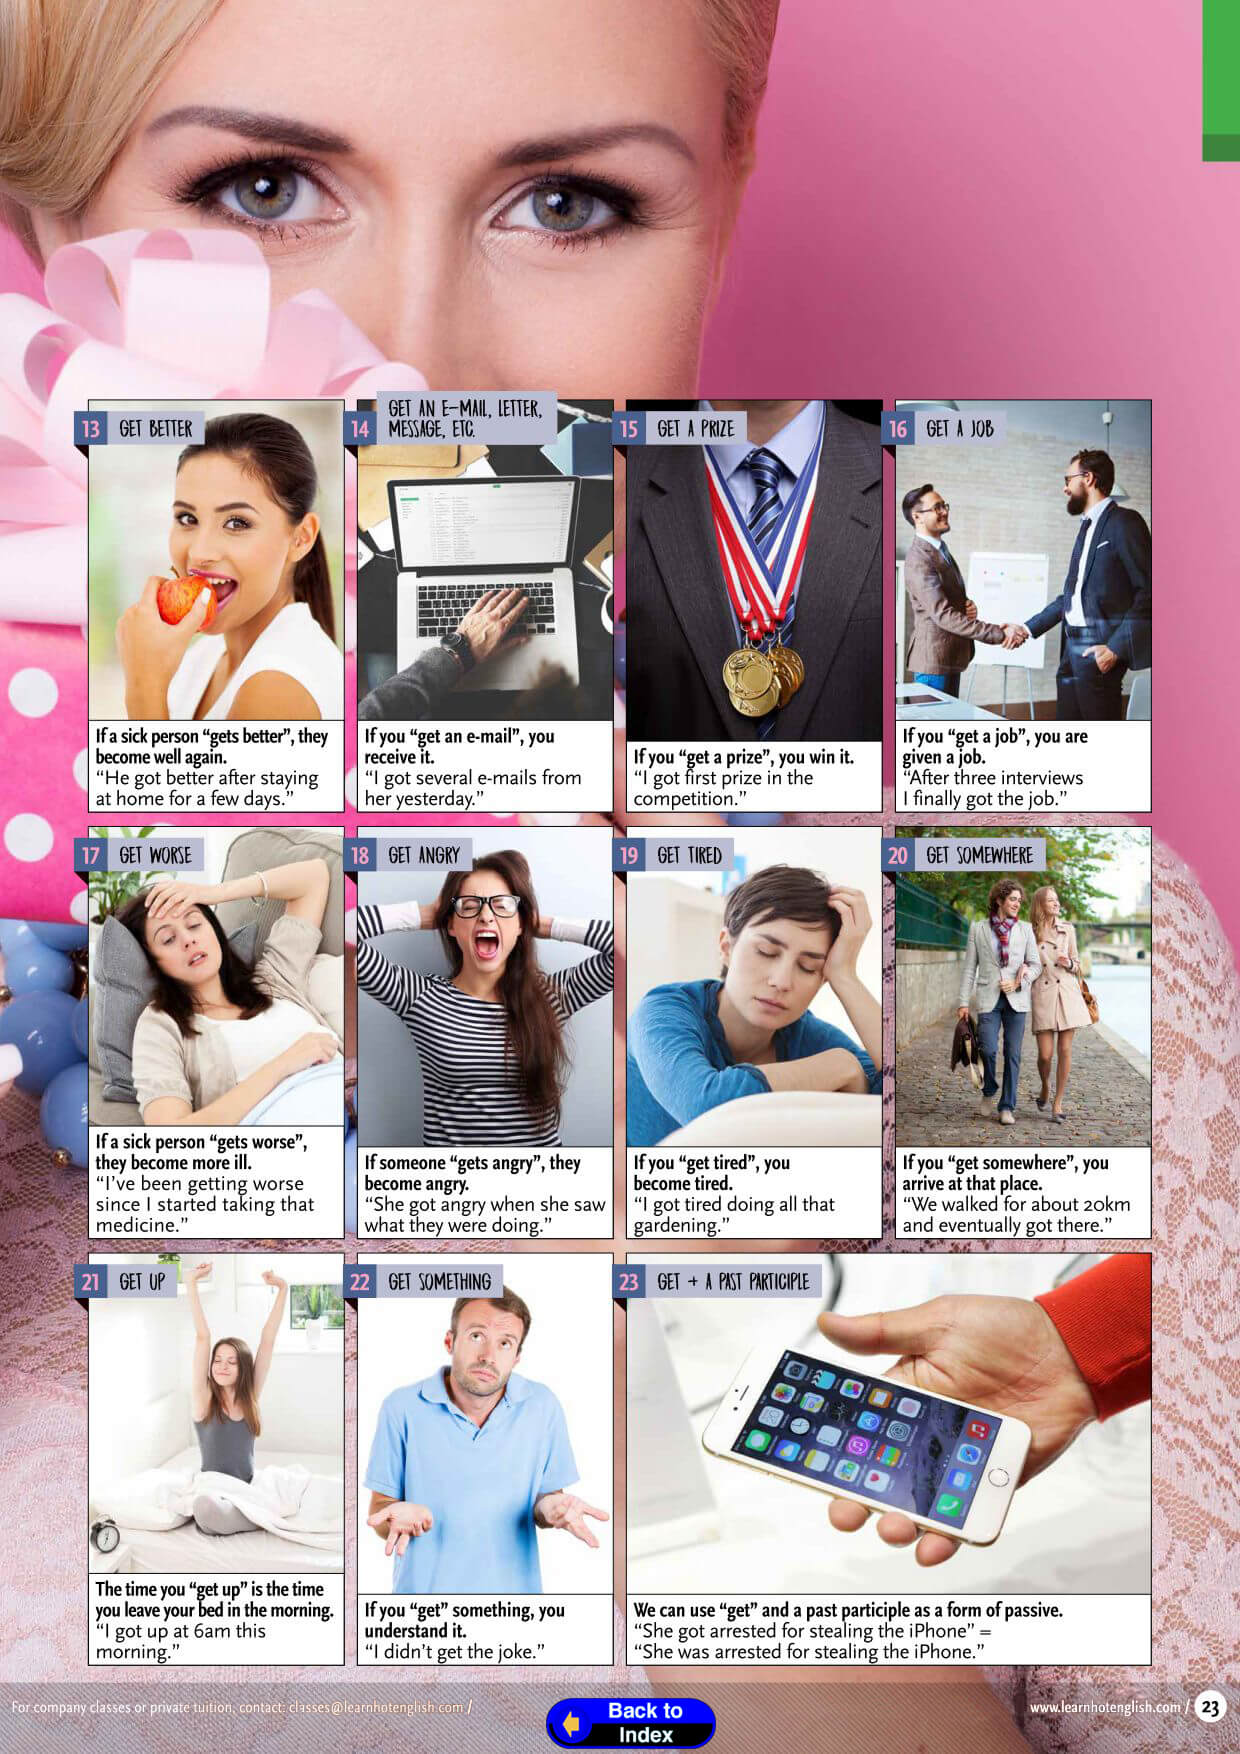 13 GET BETTER
If a sick person “gets better”, they
become well again.
“He got better after staying
at home for a few days.”
14 GET AN E-MAIL, LETTER,
MESSAGE, ETC.
If you “get an e-mail”, you
receive it.
“I got several e-mails from
her yesterday.”
15 GET A PRIZE
If you “get a prize”, you win it.
“I got first prize in the
competition.”
16 GET A JOB
If you “get a job”, you are
given a job.
“After three interviews
I finally got the job.”
17 GET WORSE
If a sick person “gets worse”,
they become more ill.
“I’ve been getting worse
since I started taking that
medicine.”
18 GET ANGRY
If someone “gets angry”, they
become angry.
“She got angry when she saw
what they were doing.”
19 GET TIRED
If you “get tired”, you
become tired.
“I got tired doing all that
gardening.”
20 GET SOMEWHERE
If you “get somewhere”, you
arrive at that place.
“We walked for about 20km
and eventually got there.”
21 GET UP
The time you “get up” is the time
you leave your bed in the morning.
“I got up at 6am this
morning.”
22 GET SOMETHING
If you “get” something, you
understand it.
“I didn’t get the joke.”
23 GET + A PAST PARTICIPLE
We can use “get” and a past participle as a form of passive.
“She got arrested for stealing the iPhone” =
“She was arrested for stealing the iPhone.”
For company classes or private tuition, contact: classes@learnhotenglish.com /
Back to
Index
www.learnhotenglish.com / 23